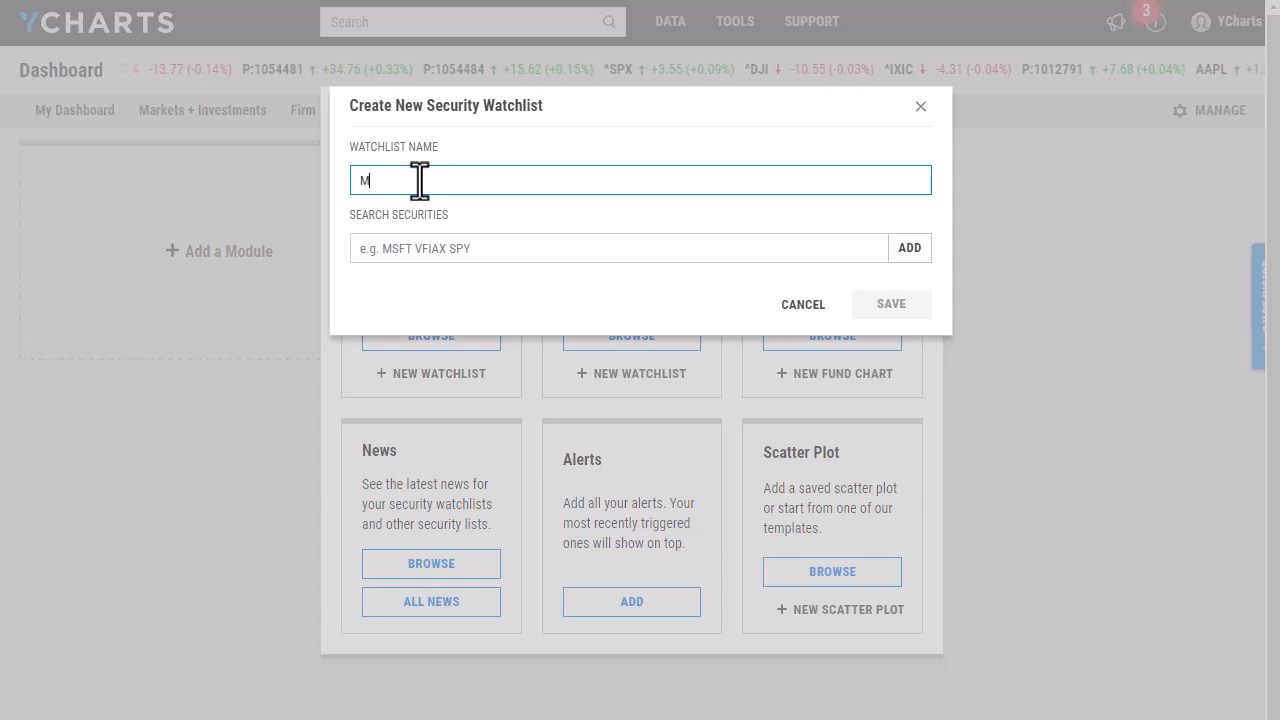 YCHARTS
Search
DATA
TOOLS
SUPPORT
3
YCharts
Dashboard
-13.77 (-0.14%) P:1054481 ↑ +34.76 (+0.33%) P:1054484 ↑ +15.62 (+0.15%) ^SPX ↑ +3.55 (+0.09%) ^DJI ↓ -10.55 (-0.03%) ^IXIC ↓ -4.31 (-0.04%) P:1012791 ↑ +7.68 (+0.04%) AAPL ↑ +1.
My Dashboard
Markets + Investments
Firm
MANAGE
Create New Security Watchlist
WATCHLIST NAME
M
SEARCH SECURITIES
e.g. MSFT VFIAX SPY
ADD
CANCEL
SAVE
+ Add a Module
BROWSE
BROWSE
BROWSE
+ NEW WATCHLIST
+ NEW WATCHLIST
+ NEW FUND CHART
News
See the latest news for
your security watchlists
and other security lists.
BROWSE
ALL NEWS
Alerts
Add all your alerts. Your
most recently triggered
ones will show on top.
ADD
Scatter Plot
Add a saved scatter plot
or start from one of our
templates.
BROWSE
+ NEW SCATTER PLOT